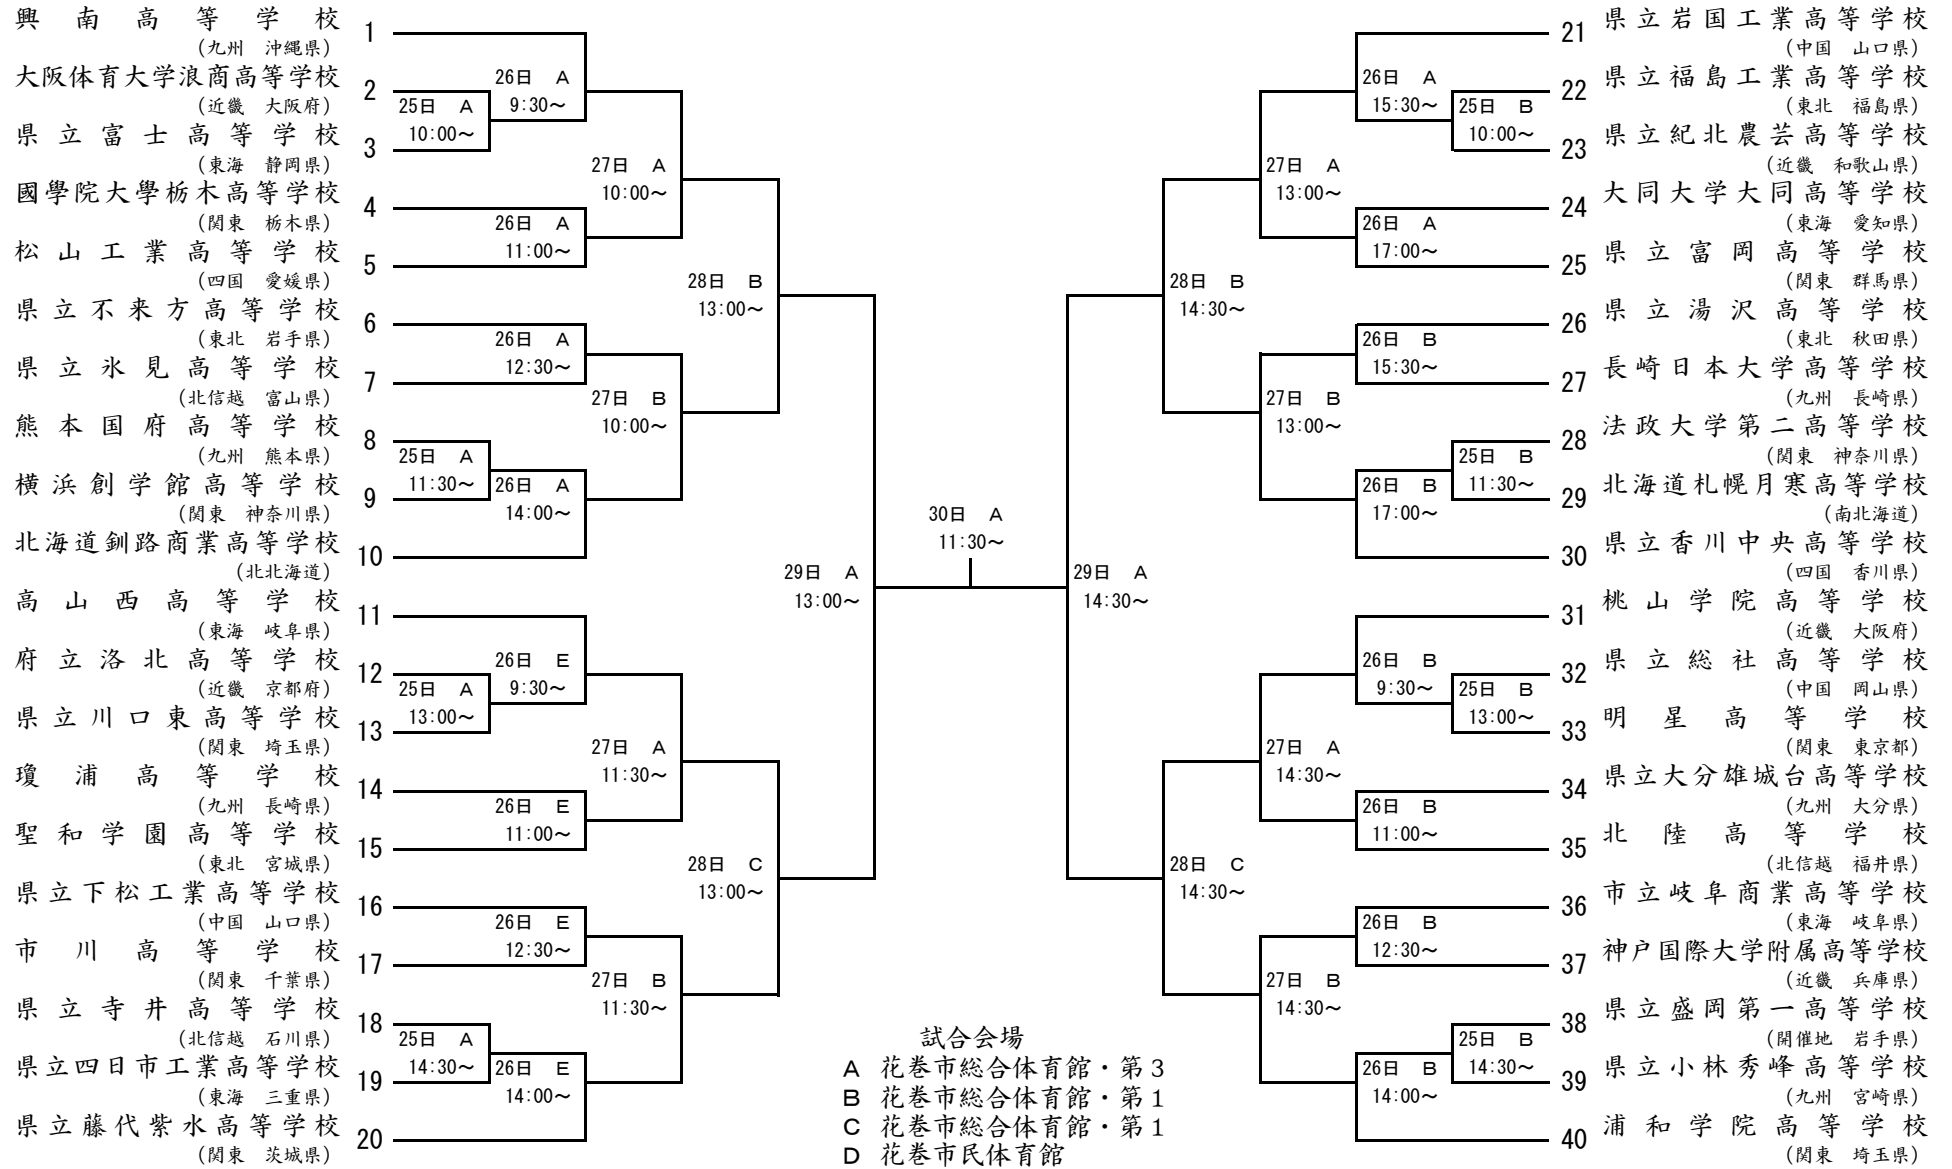 興南高等学校 1
(九州 沖縄県)
大阪体育大学浪商高等学校 2
(近畿 大阪府)
県立富士高等学校 3
(東海 静岡県)
國學院大學栃木高等学校 4
(関東 栃木県)
松山工業高等学校 5
(四国 愛媛県)
県立不来方高等学校 6
(東北 岩手県)
県立氷見高等学校 7
(北信越 富山県)
熊本国府高等学校 8
(九州 熊本県)
横浜創学館高等学校 9
(関東 神奈川県)
北海道釧路商業高等学校 10
(北北海道)
高山西高等学校 11
(東海 岐阜県)
府立洛北高等学校 12
(近畿 京都府)
県立川口東高等学校 13
(関東 埼玉県)
瓊浦高等学校 14
(九州 長崎県)
聖和学園高等学校 15
(東北 宮城県)
県立下松工業高等学校 16
(中国 山口県)
市川高等学校 17
(関東 千葉県)
県立寺井高等学校 18
(北信越 石川県)
県立四日市工業高等学校 19
(東海 三重県)
県立藤代紫水高等学校 20
(関東 茨城県)
25日 A
10:00～
25日 A
11:30～
25日 A
13:00～
25日 A
14:30～
26日 A
9:30～
26日 A
11:00～
26日 A
12:30～
26日 A
14:00～
26日 E
9:30～
26日 E
11:00～
26日 E
12:30～
26日 E
14:00～
27日 A
10:00～
27日 B
10:00～
27日 A
11:30～
27日 B
11:30～
28日 B
13:00～
28日 C
13:00～
29日 A
13:00～
30日 A
11:30～
29日 A
14:30～
28日 B
14:30～
28日 C
14:30～
27日 A
13:00～
27日 B
13:00～
27日 A
14:30～
27日 B
14:30～
26日 A
15:30～
26日 A
17:00～
26日 B
15:30～
26日 B
17:00～
26日 B
9:30～
26日 B
11:00～
26日 B
12:30～
26日 B
14:00～
25日 B
10:00～
25日 B
11:30～
25日 B
13:00～
25日 B
14:30～
21 県立岩国工業高等学校
(中国 山口県)
22 県立福島工業高等学校
(東北 福島県)
23 県立紀北農芸高等学校
(近畿 和歌山県)
24 大同大学大同高等学校
(東海 愛知県)
25 県立富岡高等学校
(関東 群馬県)
26 県立湯沢高等学校
(東北 秋田県)
27 長崎日本大学高等学校
(九州 長崎県)
28 法政大学第二高等学校
(関東 神奈川県)
29 北海道札幌月寒高等学校
(南北海道)
30 県立香川中央高等学校
(四国 香川県)
31 桃山学院高等学校
(近畿 大阪府)
32 県立総社高等学校
(中国 岡山県)
33 明星高等学校
(関東 東京都)
34 県立大分雄城台高等学校
(九州 大分県)
35 北陸高等学校
(北信越 福井県)
36 市立岐阜商業高等学校
(東海 岐阜県)
37 神戸国際大学附属高等学校
(近畿 兵庫県)
38 県立盛岡第一高等学校
(開催地 岩手県)
39 県立小林秀峰高等学校
(九州 宮崎県)
40 浦和学院高等学校
(関東 埼玉県)
試合会場
A 花巻市総合体育館・第3
B 花巻市総合体育館・第1
C 花巻市総合体育館・第1
D 花巻市民体育館